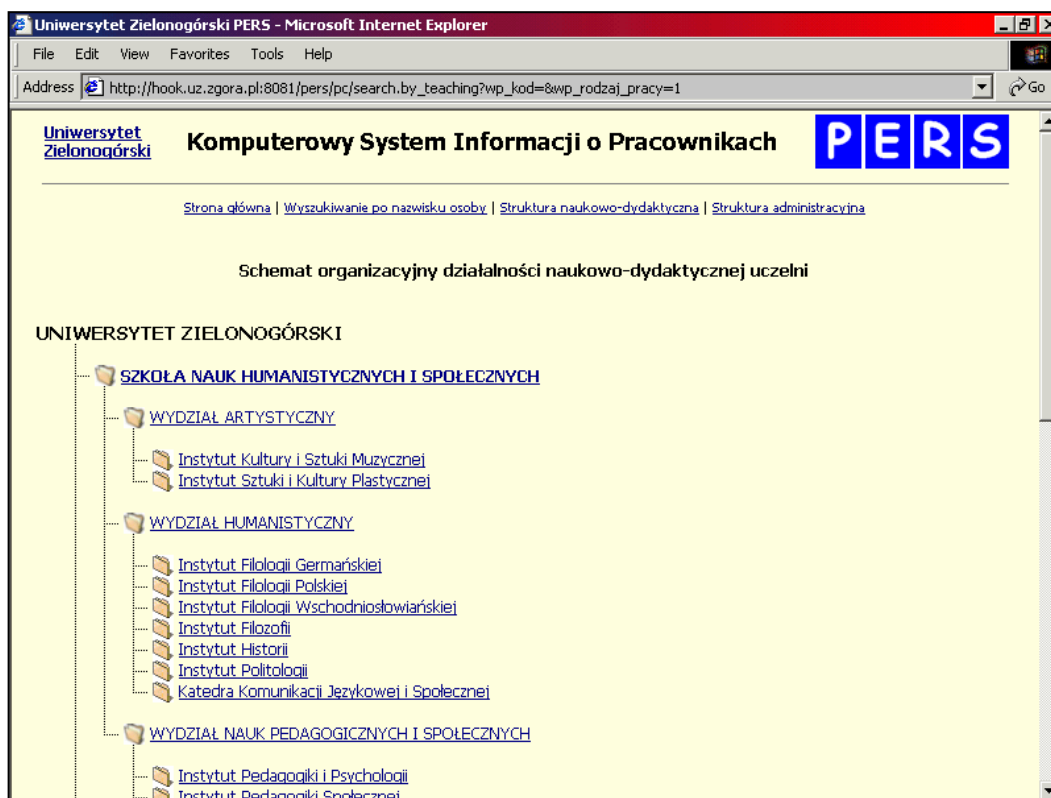 Uniwersytet Zielonogórski PERS - Microsoft Internet Explorer
File Edit View Favorites Tools Help
Address http://hook.uz.zgora.pl:8081/pers/pc/search.by_teaching?wp_kod=&wp_rodzaj_pracy=1 Go
Uniwersytet
Zielonogórski
Komputerowy System Informacji o Pracownikach
PERS
Strona główna | Wyszukiwanie po nazwisku osoby | Struktura naukowo-dydaktyczna | Struktura administracyjna
Schemat organizacyjny działalności naukowo-dydaktycznej uczelni
UNIWERSYTET ZIELONOGÓRSKI
SZKOŁA NAUK HUMANISTYCZNYCH I SPOŁECZNYCH
WYDZIAŁ ARTYSTYCZNY
Instytut Kultury i Sztuki Muzycznej
Instytut Sztuki i Kultury Plastycznej
WYDZIAŁ HUMANISTYCZNY
Instytut Filologii Germańskiej
Instytut Filologii Polskiej
Instytut Filologii Wschodniosłowiańskiej
Instytut Filozofii
Instytut Historii
Instytut Politologii
Katedra Komunikacji Językowej i Społecznej
WYDZIAŁ NAUK PEDAGOGICZNYCH I SPOŁECZNYCH
Instytut Pedagogiki i Psychologii
Instytut Pedagogiki Społecznej